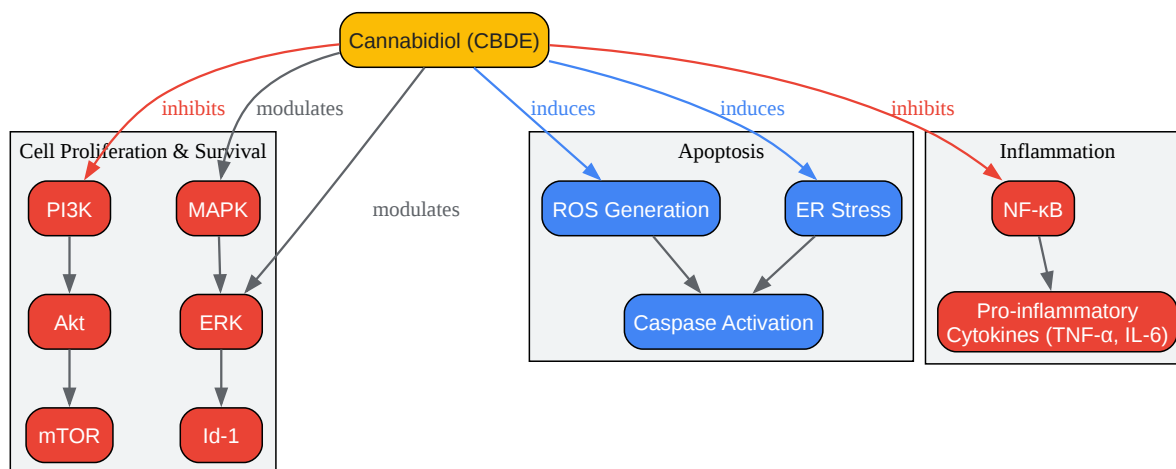 Cannabidiol (CBDE)
inhibits
modulates
induces
induces
inhibits
Cell Proliferation & Survival
Apoptosis
Inflammation
PI3K
MAPK
modulates
ROS Generation
ER Stress
NF-κB
Akt
ERK
Caspase Activation
Pro-inflammatory
Cytokines (TNF-α, IL-6)
mTOR
Id-1